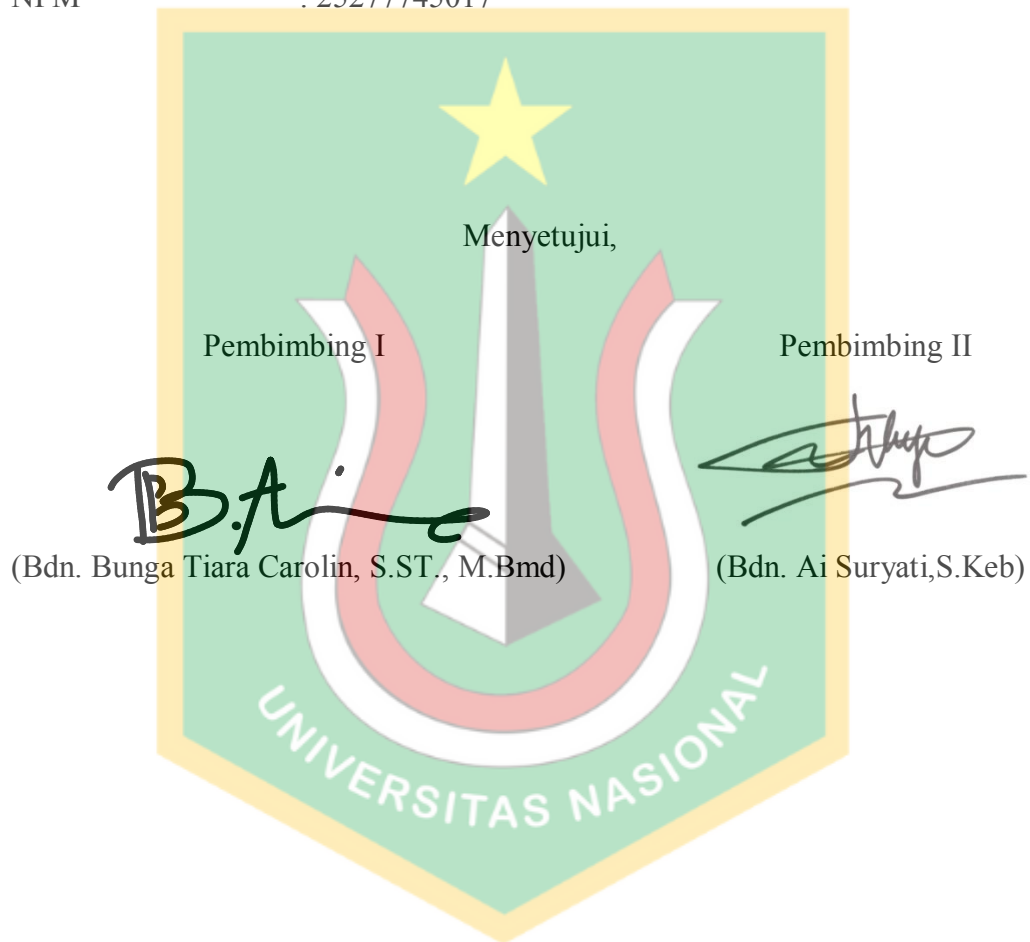 Menyetujui,
Pembimbing I Pembimbing II
(Bdn. Bunga Tiara Carolin, S.ST., M.Bmd) (Bdn. Ai Suryati,S.Keb)
UNIVERSITAS NASIONAL